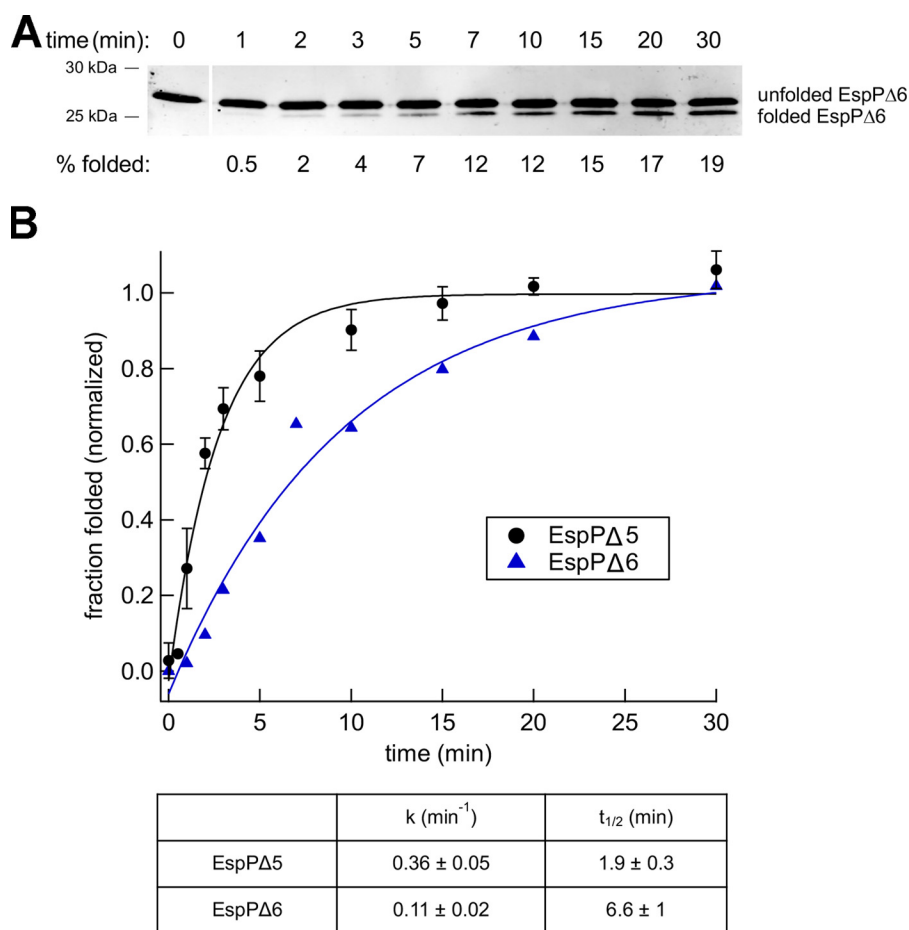 A
time (min): 0 1 2 3 5 7 10 15 20 30
30 kDa
unfolded EspPΔ6
25 kDa
folded EspPΔ6
% folded: 0.5 2 4 7 12 12 15 17 19
B
fraction folded (normalized)
1.0
0.8
0.6
0.4
0.2
0.0
EspPΔ5
EspPΔ6
0 5 10 15 20 25 30
time (min)
k (min⁻¹) t₁/₂ (min)
EspPΔ5 0.36 ± 0.05 1.9 ± 0.3
EspPΔ6 0.11 ± 0.02 6.6 ± 1